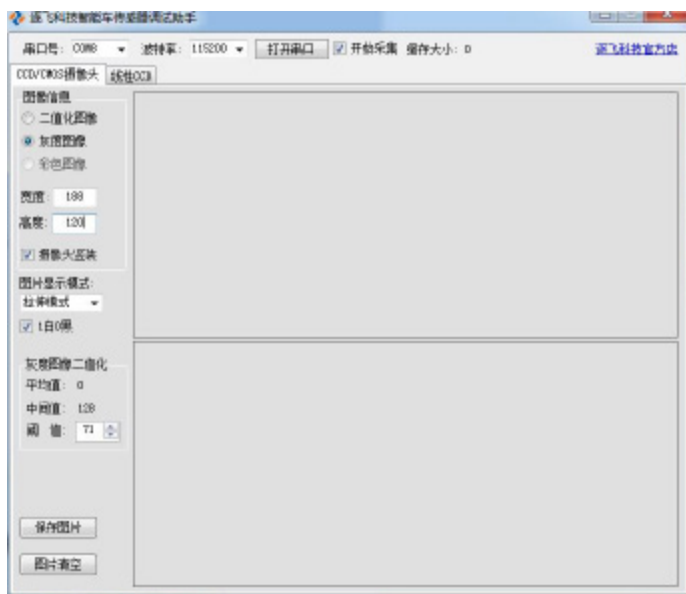 逐飞科技智能车传感器调试助手
串口号: COM8 波特率: 115200 打开串口 开始采集 缓存大小: 0 逐飞科技官方店
CCD/CMOS摄像头 线性CCD
图像信息
二值化图像
灰度图像
彩色图像
宽度: 188
高度: 120
摄像头竖装
图片显示模式:
拉伸模式
1白0黑
灰度图像二值化
平均值: 0
中间值: 128
阈 值: 71
保存图片
图片清空